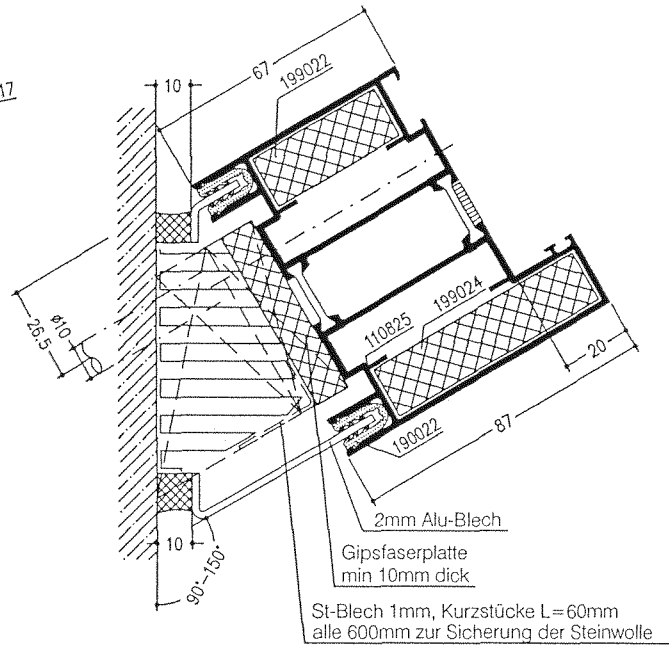 17
10
67
199022
ø10
26.5
110825
199024
20
87
190022
10
90°-150°
2mm Alu-Blech
Gipsfaserplatte
min 10mm dick
St-Blech 1mm, Kurzstücke L=60mm
alle 600mm zur Sicherung der Steinwolle